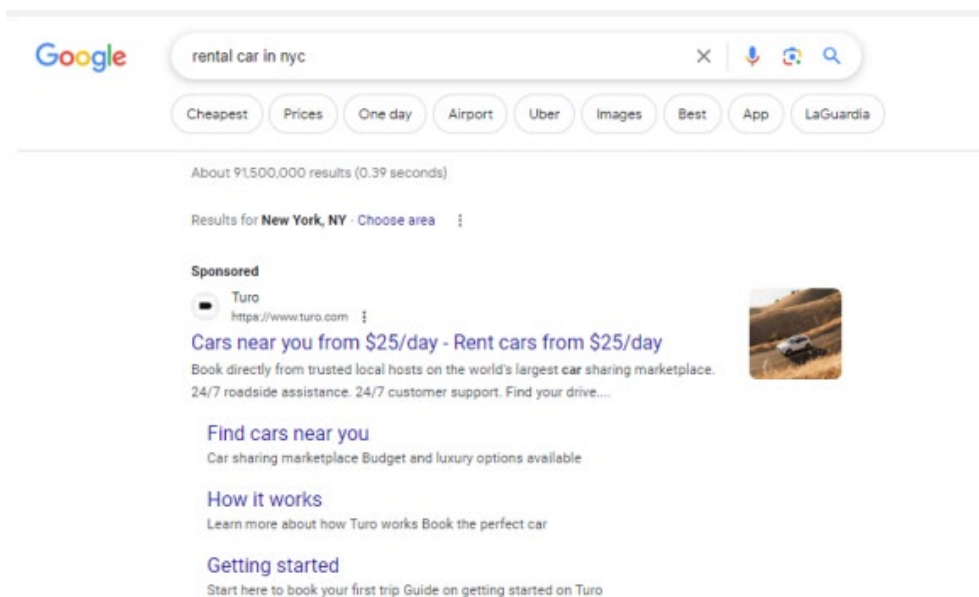 Google
rental car in nyc
Cheapest Prices One day Airport Uber Images Best App LaGuardia
About 91,500,000 results (0.39 seconds)
Results for New York, NY · Choose area
Sponsored
Turo
https://www.turo.com
Cars near you from $25/day - Rent cars from $25/day
Book directly from trusted local hosts on the world's largest car sharing marketplace.
24/7 roadside assistance. 24/7 customer support. Find your drive....
Find cars near you
Car sharing marketplace Budget and luxury options available
How it works
Learn more about how Turo works Book the perfect car
Getting started
Start here to book your first trip Guide on getting started on Turo